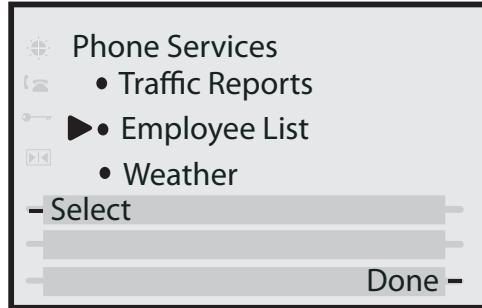 Phone Services
• Traffic Reports
• Employee List
• Weather
Select
Done